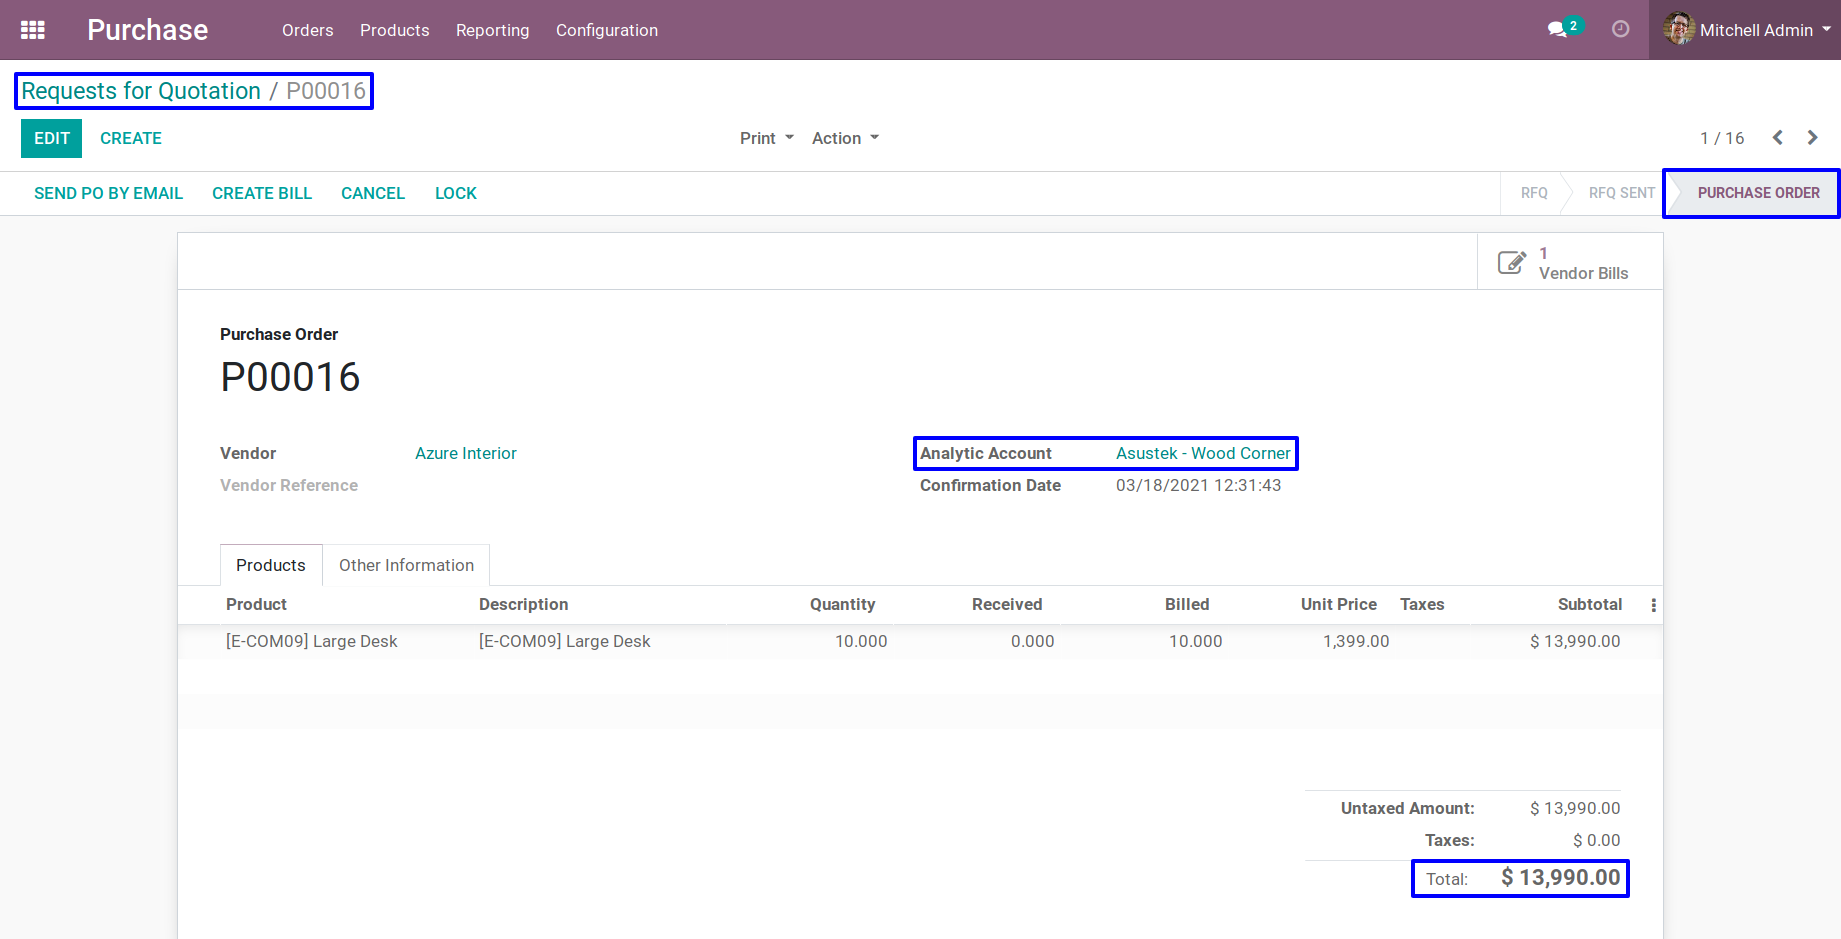 Purchase Orders Products Reporting Configuration 2 Mitchell Admin
Requests for Quotation / P00016
EDIT CREATE Print Action 1 / 16
SEND PO BY EMAIL CREATE BILL CANCEL LOCK RFQ RFQ SENT PURCHASE ORDER
1
Vendor Bills
Purchase Order
P00016
Vendor Azure Interior Analytic Account Asustek - Wood Corner
Vendor Reference Confirmation Date 03/18/2021 12:31:43
Products Other Information
Product Description Quantity Received Billed Unit Price Taxes Subtotal
[E-COM09] Large Desk [E-COM09] Large Desk 10.000 0.000 10.000 1,399.00 $ 13,990.00
Untaxed Amount: $ 13,990.00
Taxes: $ 0.00
Total: $ 13,990.00